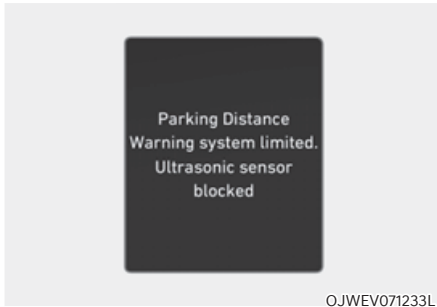 Parking Distance
Warning system limited.
Ultrasonic sensor
blocked
OJWEV071233L